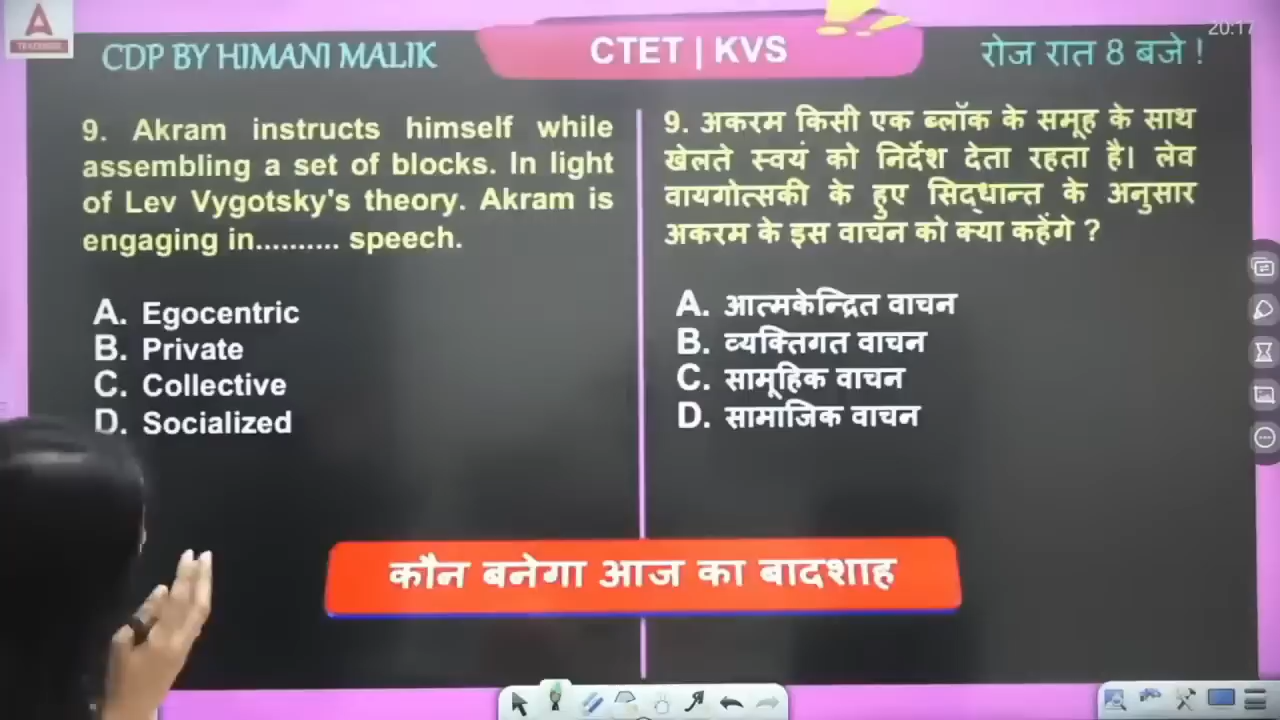 A
TEACHERS
CDP BY HIMANI MALIK
CTET | KVS
रोज रात 8 बजे !
20:17
9. Akram instructs himself while
assembling a set of blocks. In light
of Lev Vygotsky's theory. Akram is
engaging in.......... speech.
A. Egocentric
B. Private
C. Collective
D. Socialized
9. अकरम किसी एक ब्लॉक के समूह के साथ
खेलते स्वयं को निर्देश देता रहता है। लेव
वायगोत्सकी के हुए सिद्धान्त के अनुसार
अकरम के इस वाचन को क्या कहेंगे ?
A. आत्मकेन्द्रित वाचन
B. व्यक्तिगत वाचन
C. सामूहिक वाचन
D. सामाजिक वाचन
कौन बनेगा आज का बादशाह